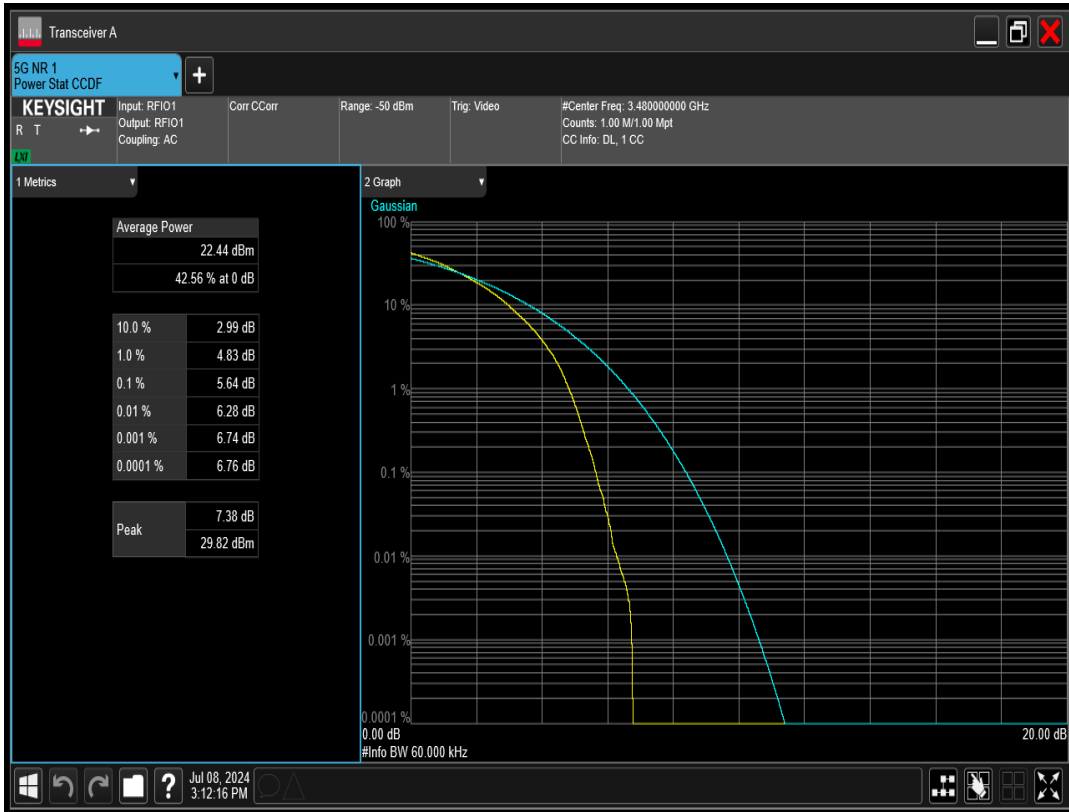 Transceiver A
5G NR 1
Power Stat CCDF
+
KEYSIGHT
R T
LXI
Input: RFIO1
Output: RFIO1
Coupling: AC
Corr CCorr
Range: -50 dBm
Trig: Video
#Center Freq: 3.480000000 GHz
Counts: 1.00 M/1.00 Mpt
CC Info: DL, 1 CC
1 Metrics
Average Power
22.44 dBm
42.56 % at 0 dB
10.0 % 2.99 dB
1.0 % 4.83 dB
0.1 % 5.64 dB
0.01 % 6.28 dB
0.001 % 6.74 dB
0.0001 % 6.76 dB
Peak
7.38 dB
29.82 dBm
2 Graph
Gaussian
100 %
10 %
1 %
0.1 %
0.01 %
0.001 %
0.0001 %
0.00 dB
20.00 dB
#Info BW 60.000 kHz
?
Jul 08, 2024
3:12:16 PM